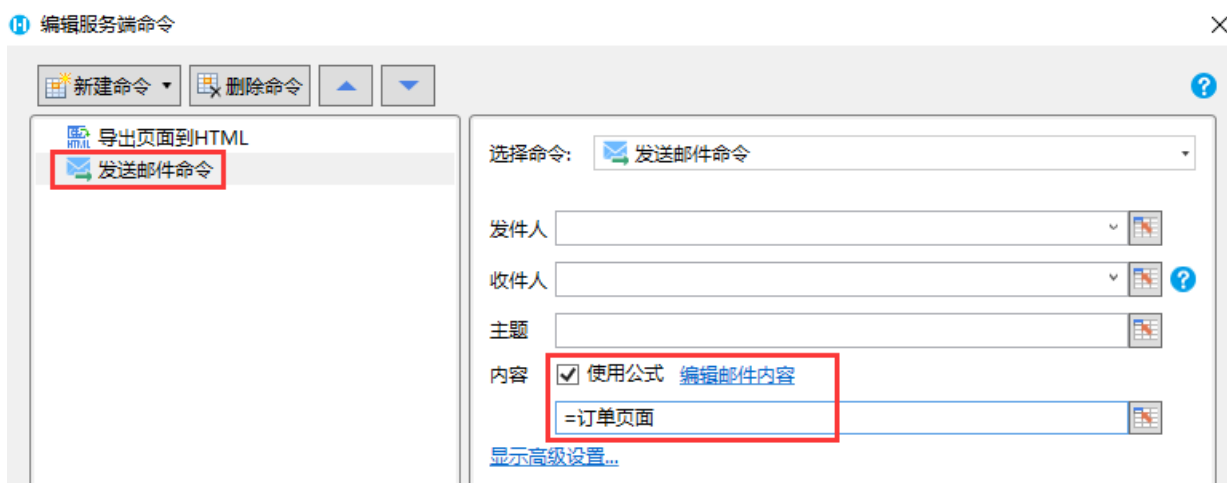 编辑服务端命令
新建命令 删除命令
导出页面到HTML
发送邮件命令
选择命令: 发送邮件命令
发件人
收件人
主题
内容 使用公式 编辑邮件内容
=订单页面
显示高级设置...